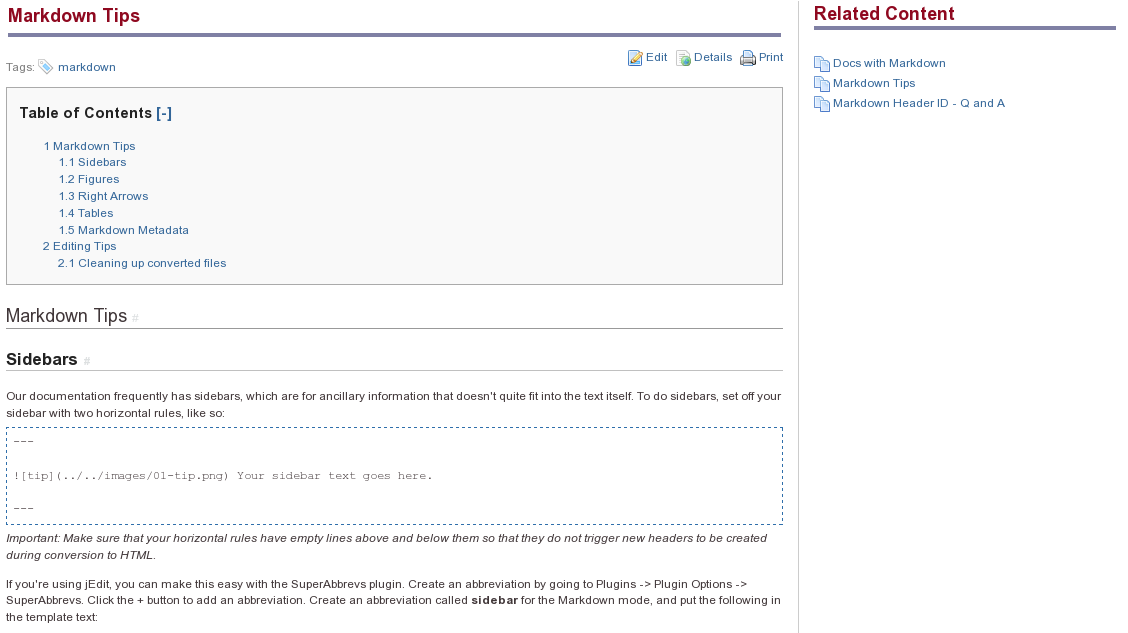 Markdown Tips
Edit Details Print
Tags: markdown
Table of Contents [-]
1 Markdown Tips
1.1 Sidebars
1.2 Figures
1.3 Right Arrows
1.4 Tables
1.5 Markdown Metadata
2 Editing Tips
2.1 Cleaning up converted files
Markdown Tips #
Sidebars #
Our documentation frequently has sidebars, which are for ancillary information that doesn't quite fit into the text itself. To do sidebars, set off your
sidebar with two horizontal rules, like so:
---
![tip](../../images/01-tip.png) Your sidebar text goes here.
---
Important: Make sure that your horizontal rules have empty lines above and below them so that they do not trigger new headers to be created
during conversion to HTML.
If you're using jEdit, you can make this easy with the SuperAbbrevs plugin. Create an abbreviation by going to Plugins -> Plugin Options ->
SuperAbbrevs. Click the + button to add an abbreviation. Create an abbreviation called sidebar for the Markdown mode, and put the following in
the template text:
Related Content
Docs with Markdown
Markdown Tips
Markdown Header ID - Q and A